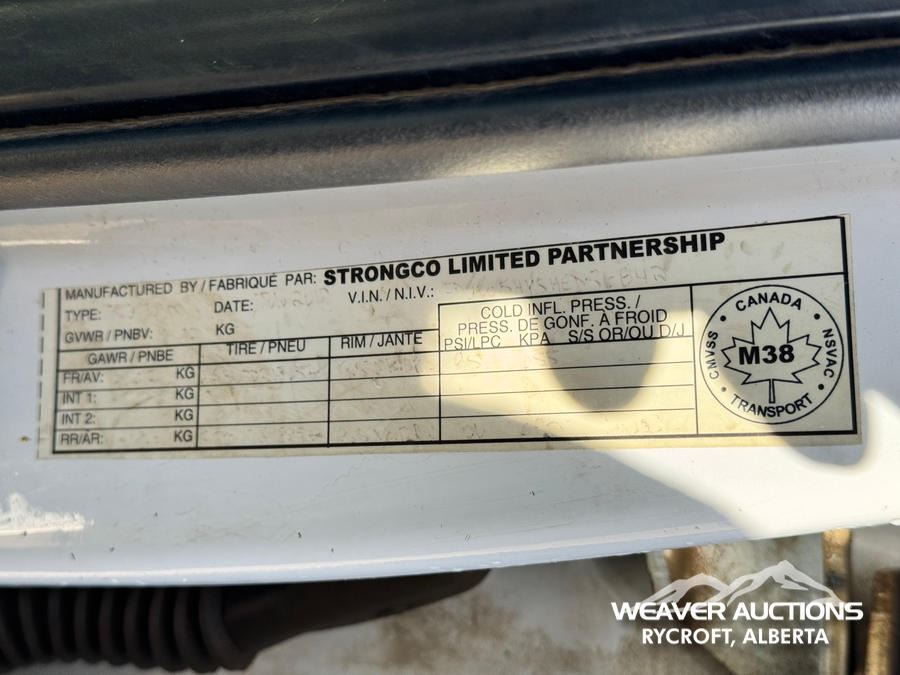 MANUFACTURED BY / FABRIQUÉ PAR: STRONGCO LIMITED PARTNERSHIP
TYPE: DATE: V.I.N. / N.I.V.:
GVWR / PNBV: KG
GAWR / PNBE TIRE / PNEU RIM / JANTE COLD INFL. PRESS. /
PRESS. DE GONF. À FROID
PSI/LPC KPA S/S OR/OU D/J
FR/AV: KG
INT 1: KG
INT 2: KG
RR/AR: KG
CANADA
CMVSS
M38
NSVAC
TRANSPORT
WEAVER AUCTIONS
RYCROFT, ALBERTA